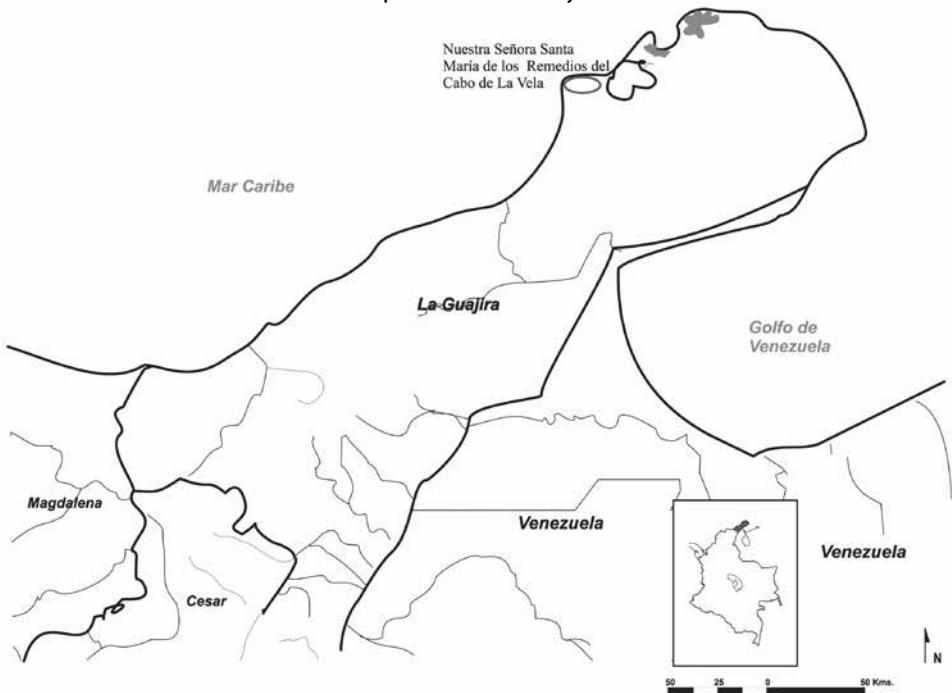 Nuestra Señora Santa
María de los Remedios del
Cabo de La Vela
Mar Caribe
La Guajira
Golfo de
Venezuela
Magdalena
Venezuela
Venezuela
Cesar
N
50 25 0 50 Kms.